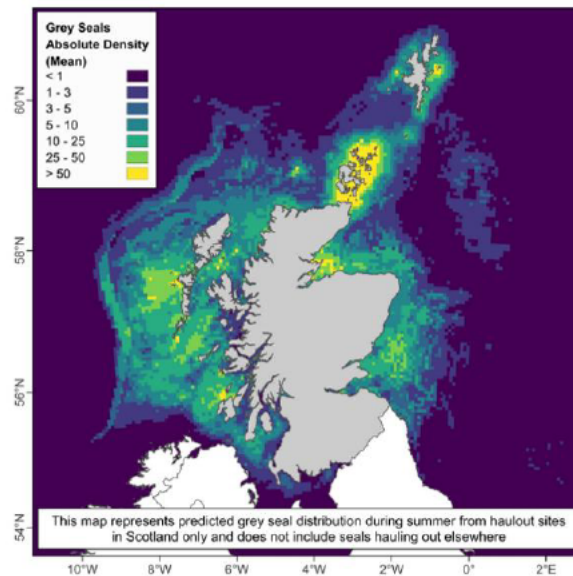 Grey Seals
Absolute Density
(Mean)
< 1
1 - 3
3 - 5
5 - 10
10 - 25
25 - 50
> 50
60°N
58°N
56°N
54°N
This map represents predicted grey seal distribution during summer from haulout sites
in Scotland only and does not include seals hauling out elsewhere
10°W
8°W
6°W
4°W
2°W
0°
2°E